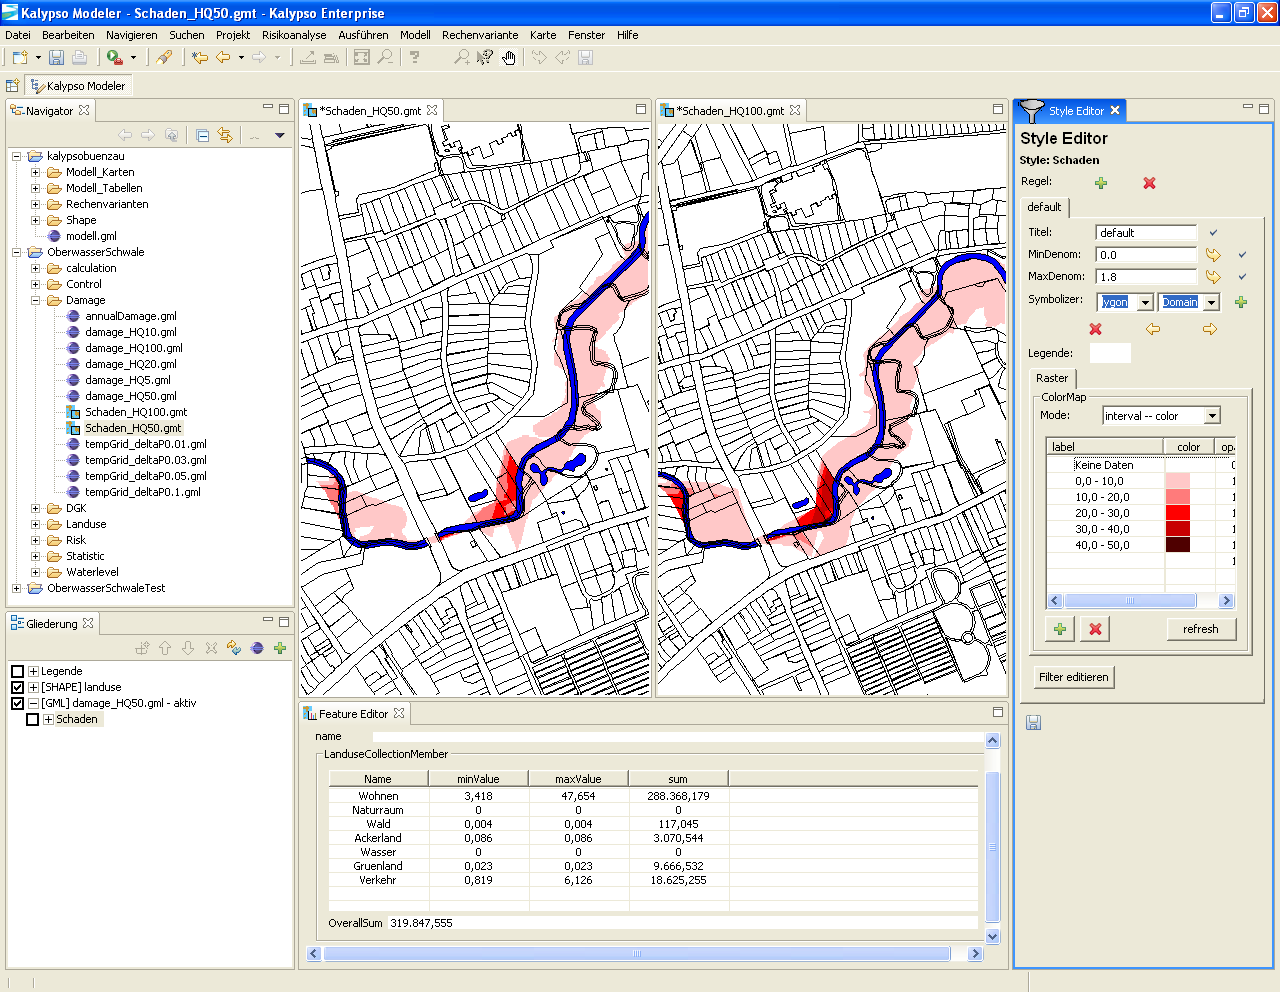 Kalypso Modeler - Schaden_HQ50.gmt - Kalypso Enterprise
Datei Bearbeiten Navigieren Suchen Projekt Risikoanalyse Ausführen Modell Rechenvariante Karte Fenster Hilfe
Kalypso Modeler
Navigator
kalypsobuenzau
Modell_Karten
Modell_Tabellen
Rechenvarianten
Shape
modell.gml
OberwasserSchwale
calculation
Control
Damage
annualDamage.gml
damage_HQ10.gml
damage_HQ100.gml
damage_HQ20.gml
damage_HQ5.gml
damage_HQ50.gml
Schaden_HQ100.gmt
Schaden_HQ50.gmt
tempGrid_deltaP0.01.gml
tempGrid_deltaP0.03.gml
tempGrid_deltaP0.05.gml
tempGrid_deltaP0.1.gml
DGK
Landuse
Risk
Statistic
Waterlevel
OberwasserSchwaleTest
Gliederung
Legende
[SHAPE] landuse
[GML] damage_HQ50.gml - aktiv
Schaden
*Schaden_HQ50.gmt
*Schaden_HQ100.gmt
Feature Editor
name
LanduseCollectionMember
Name minValue maxValue sum
Wohnen 3,418 47,654 288.368,179
Naturraum 0 0 0
Wald 0,004 0,004 117,045
Ackerland 0,086 0,086 3.070,544
Wasser 0 0 0
Gruenland 0,023 0,023 9.666,532
Verkehr 0,819 6,126 18.625,255
OverallSum 319.847,555
Style Editor
Style Editor
Style: Schaden
Regel:
default
Titel: default
MinDenom: 0.0
MaxDenom: 1.8
Symbolizer: lygon Domain
Legende:
Raster
ColorMap
Mode: interval -- color
label color op
Keine Daten 0
0,0 - 10,0 1
10,0 - 20,0 1
20,0 - 30,0 1
30,0 - 40,0 1
40,0 - 50,0 1
1
refresh
Filter editieren